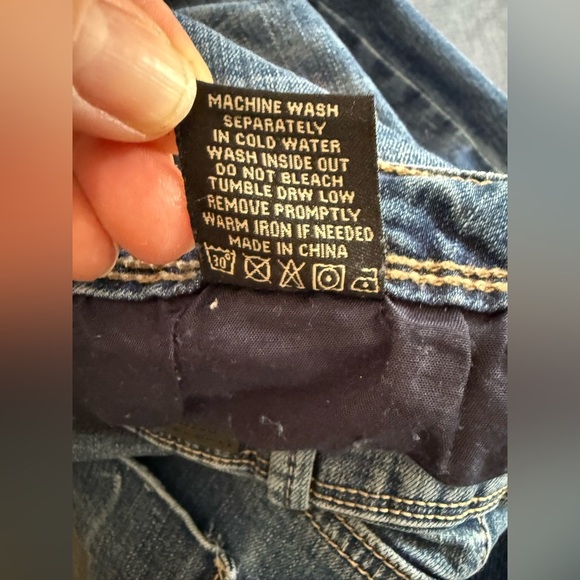 MACHINE WASH
SEPARATELY
IN COLD WATER
WASH INSIDE OUT
DO NOT BLEACH
TUMBLE DRW LOW
REMOVE PROMPTLY
WARM IRON IF NEEDED
MADE IN CHINA
30°